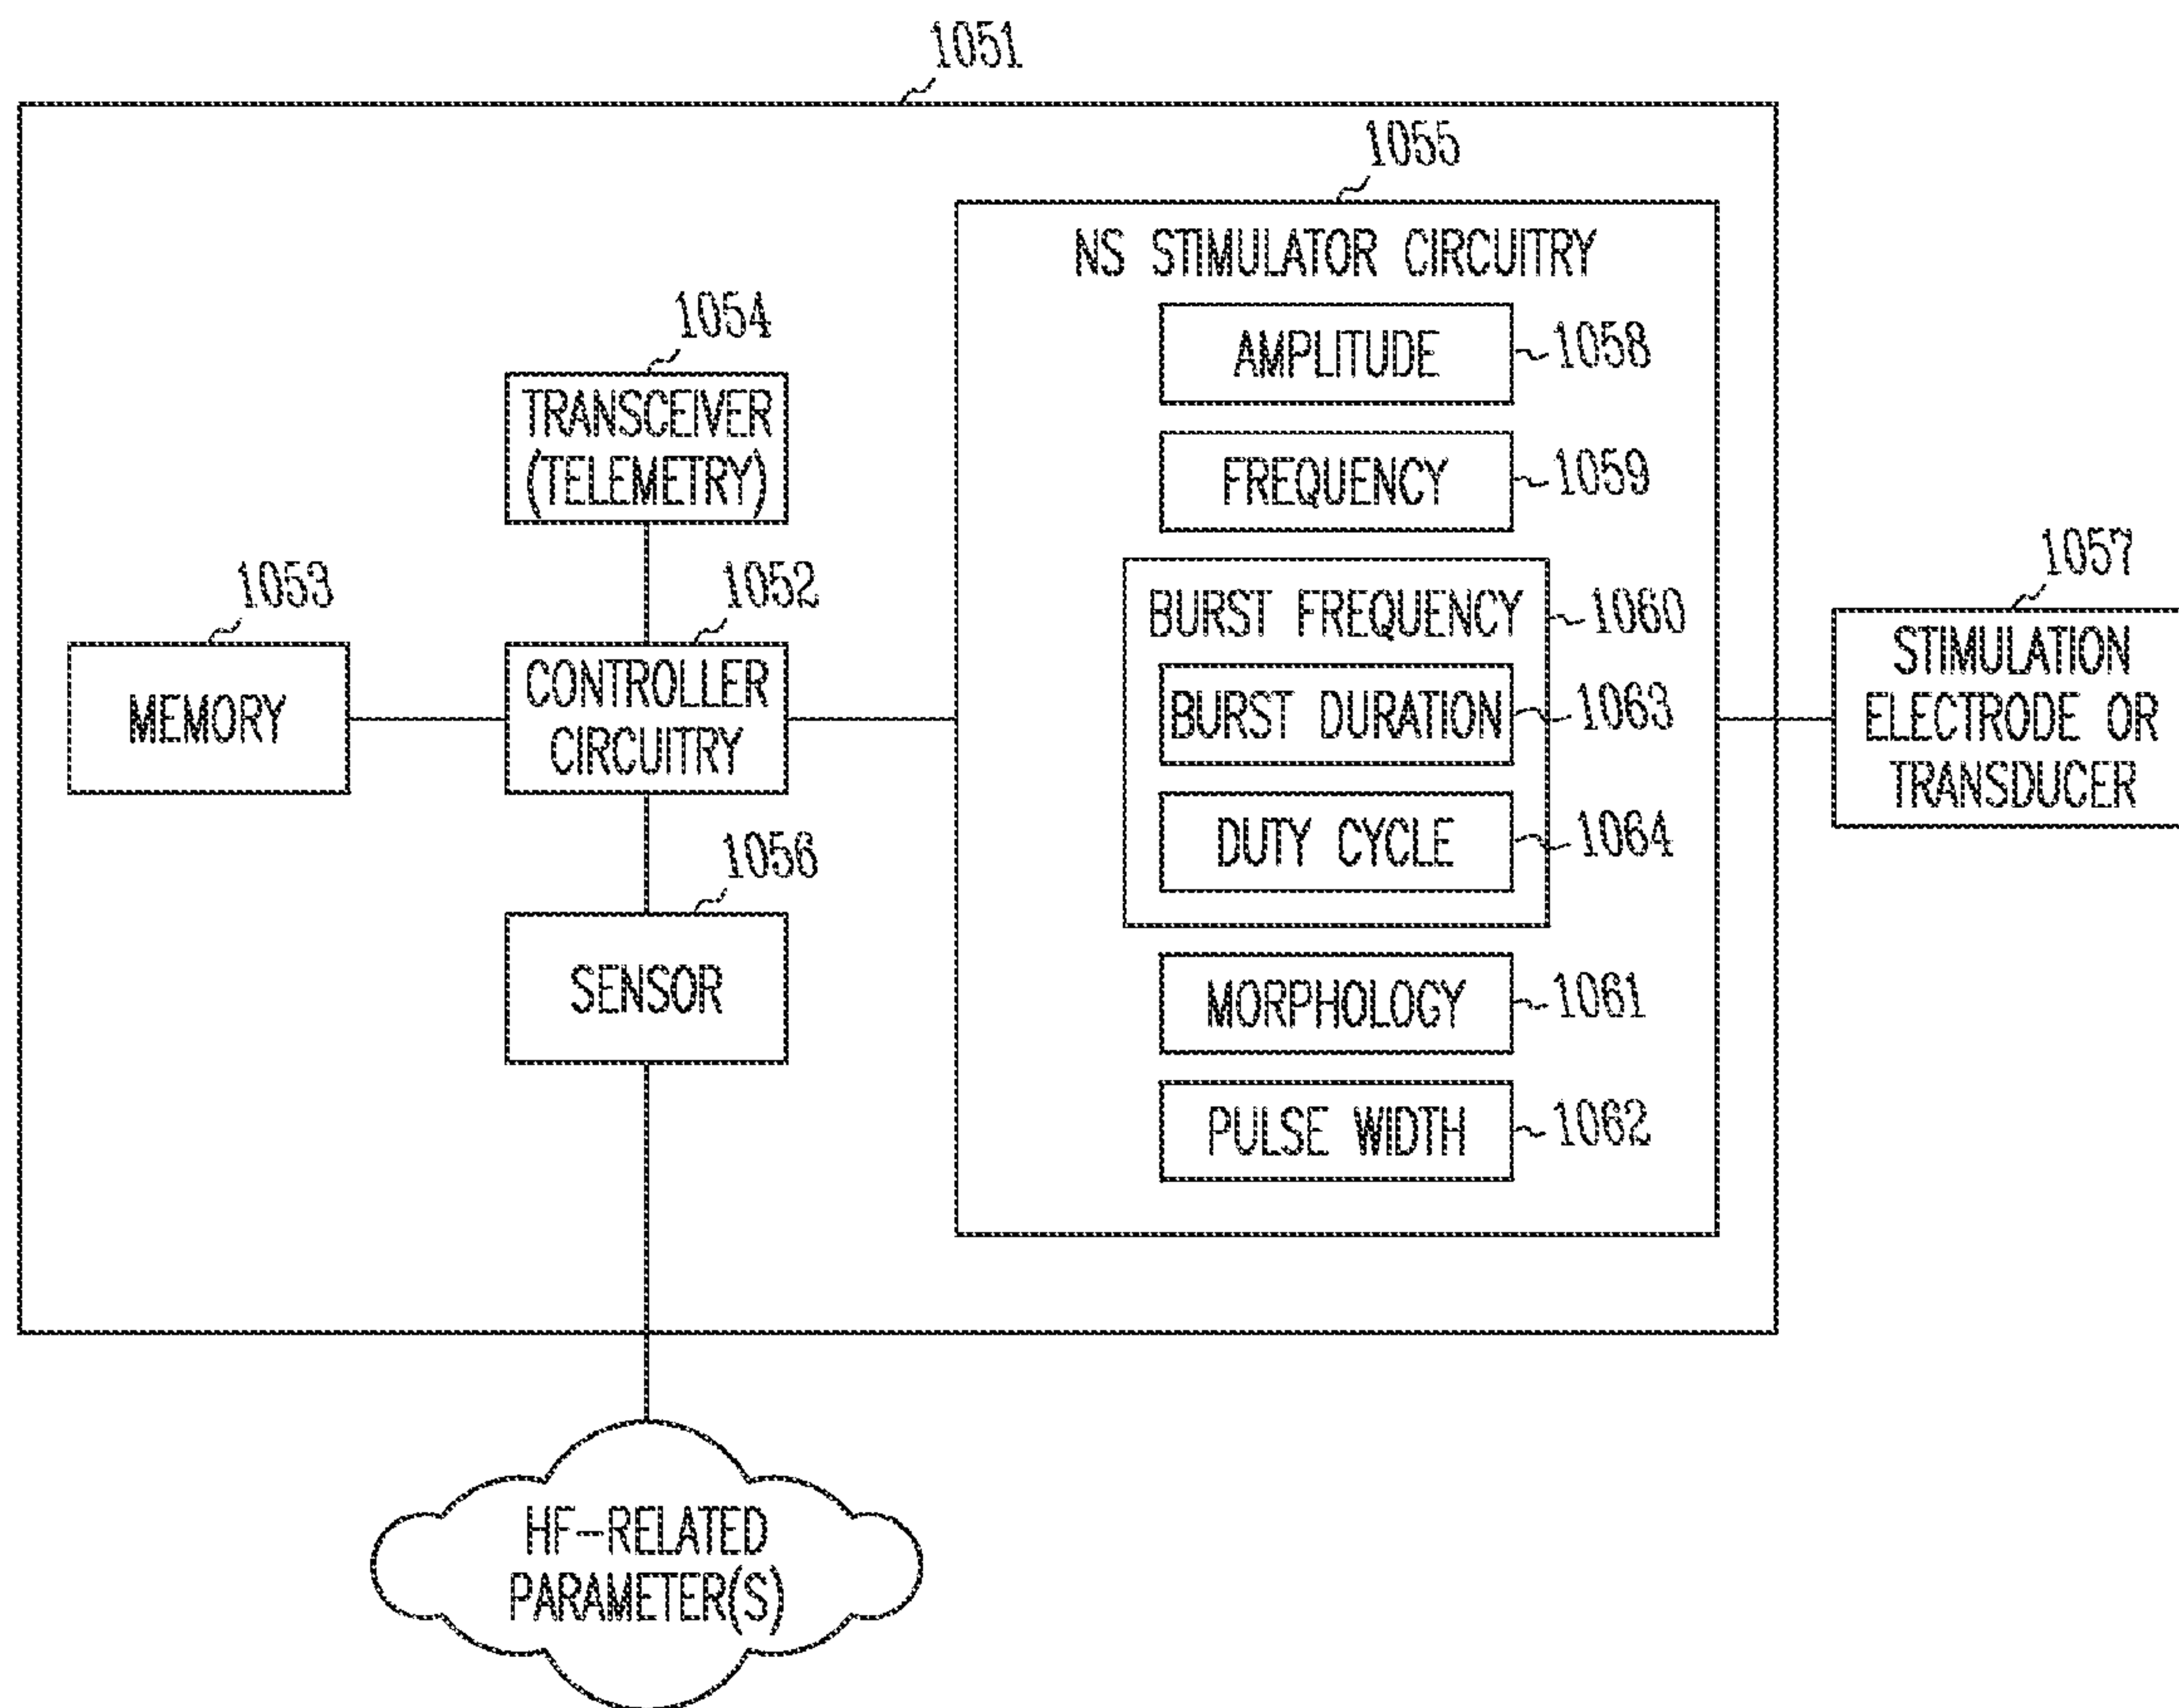 1051
1055
NS STIMULATOR CIRCUITRY
AMPLITUDE
1058
FREQUENCY
1059
BURST FREQUENCY
1060
BURST DURATION
1063
DUTY CYCLE
1064
MORPHOLOGY
1061
PULSE WIDTH
1062
1054
TRANSCEIVER
(TELEMETRY)
1053
MEMORY
1052
CONTROLLER
CIRCUITRY
1056
SENSOR
1057
STIMULATION
ELECTRODE OR
TRANSDUCER
HF-RELATED
PARAMETER(S)